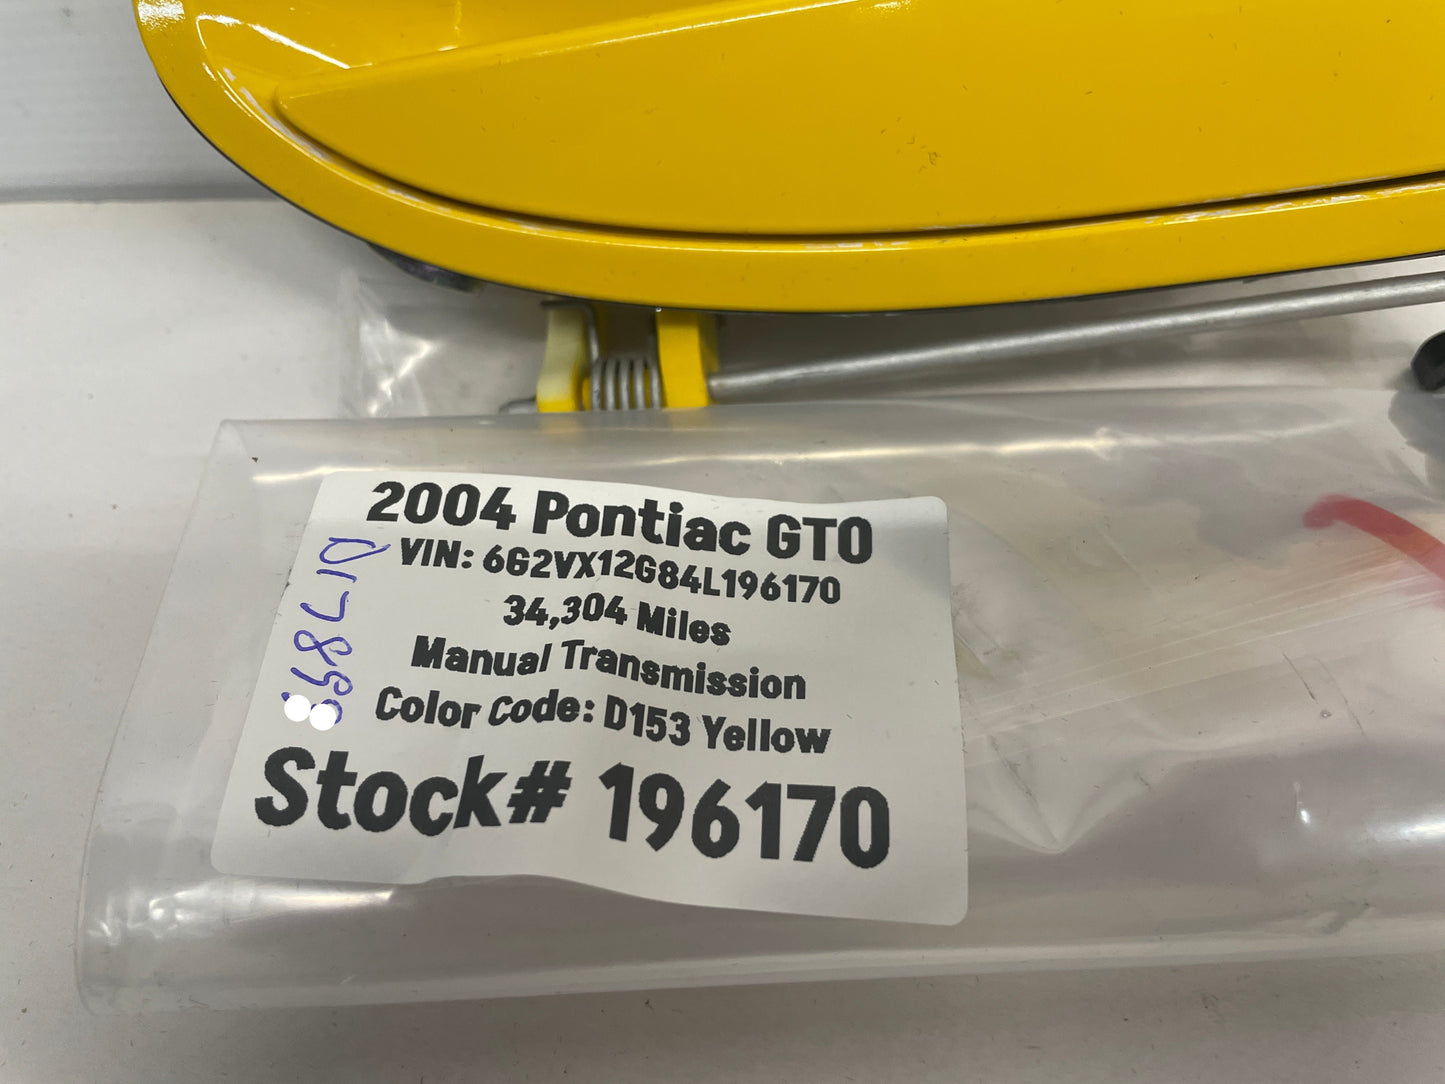 2004 Pontiac GTO
VIN: 6G2VX12G84L196170
34,304 Miles
Manual Transmission
Color Code: D153 Yellow
Stock# 196170